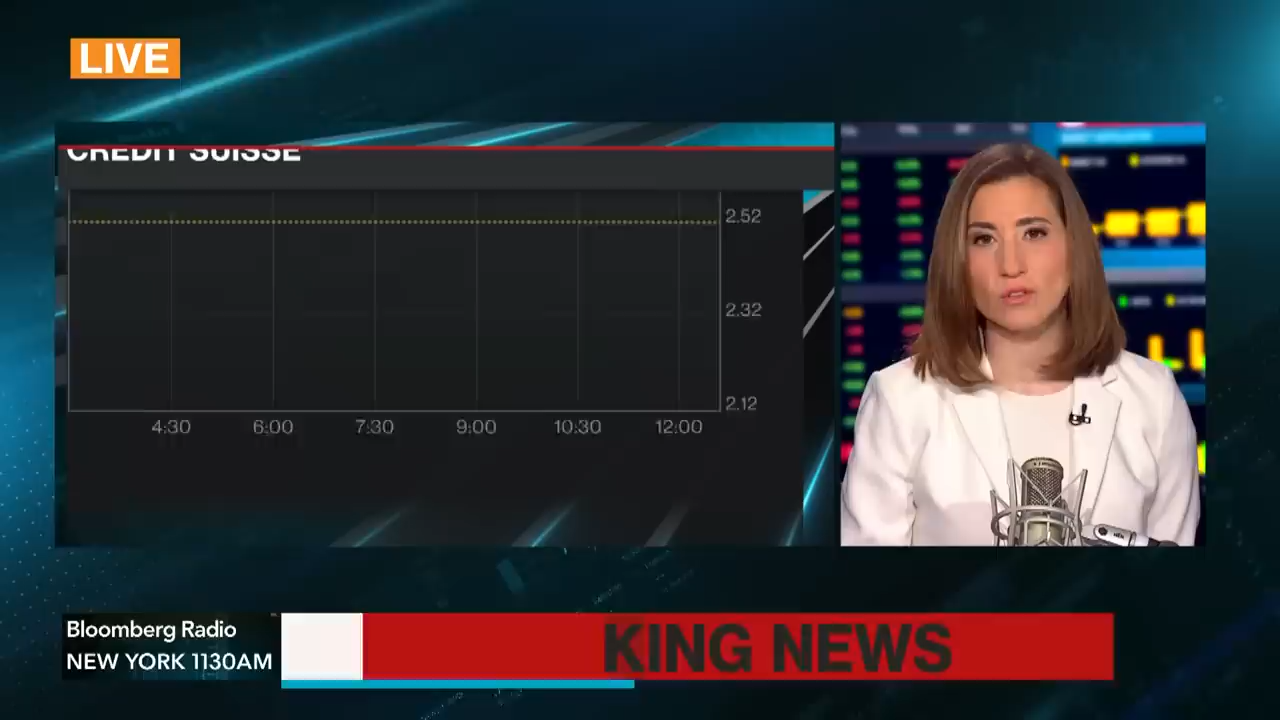 LIVE
CREDIT SUISSE
2.52
2.32
2.12
4:30 6:00 7:30 9:00 10:30 12:00
Bloomberg Radio
NEW YORK 1130AM
KING NEWS